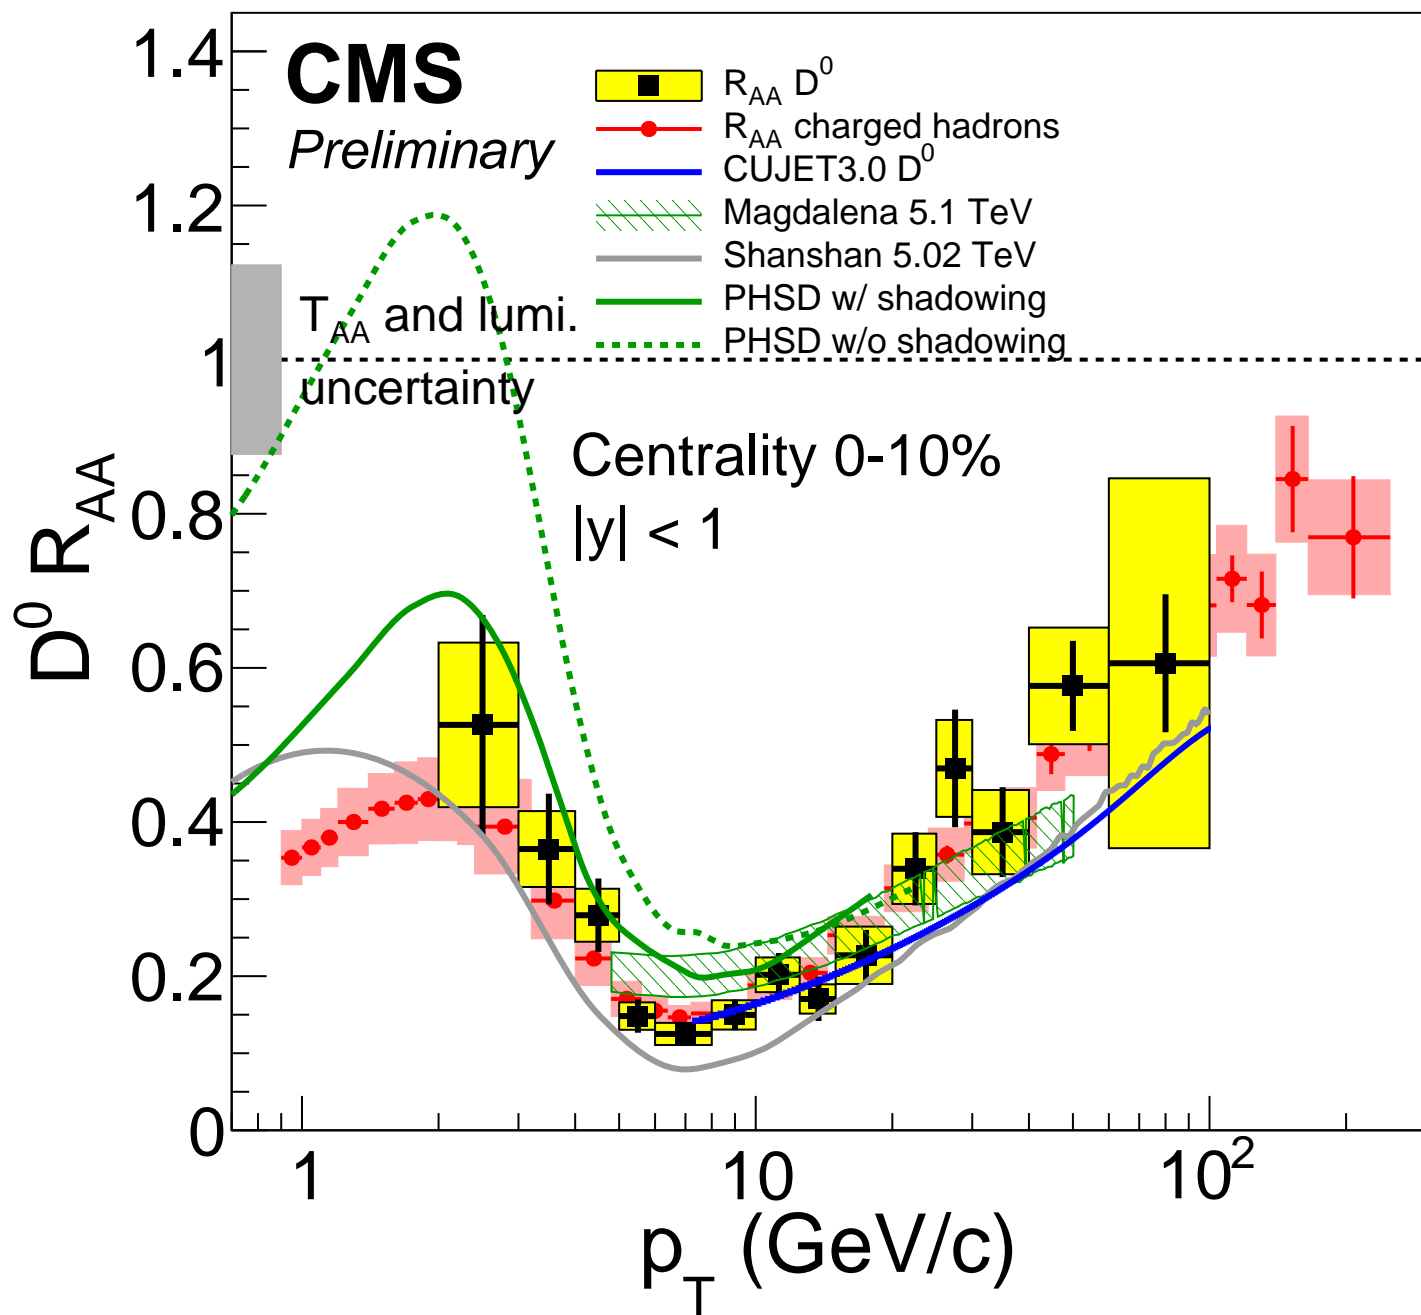 CMS
Preliminary
R_AA D^0
R_AA charged hadrons
CUJET3.0 D^0
Magdalena 5.1 TeV
Shanshan 5.02 TeV
PHSD w/ shadowing
PHSD w/o shadowing
T_AA and lumi.
uncertainty
Centrality 0-10%
|y| < 1
D^0 R_AA
1.4
1.2
1
0.8
0.6
0.4
0.2
0
1
10
10^2
p_T (GeV/c)